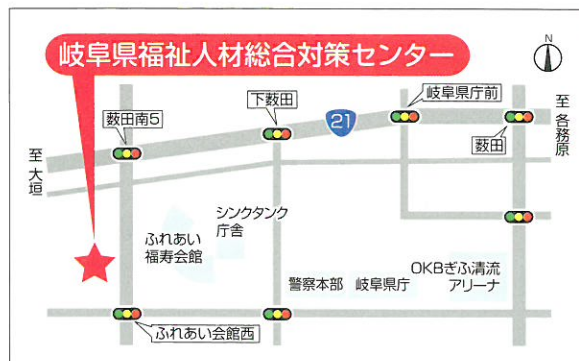 岐阜県福祉人材総合対策センター
N
下薮田
岐阜県庁前
薮田南5
21
薮田
至大垣
至各務原
シンクタンク
庁舎
ふれあい
福寿会館
OKBぎふ清流
アリーナ
警察本部 岐阜県庁
ふれあい会館西